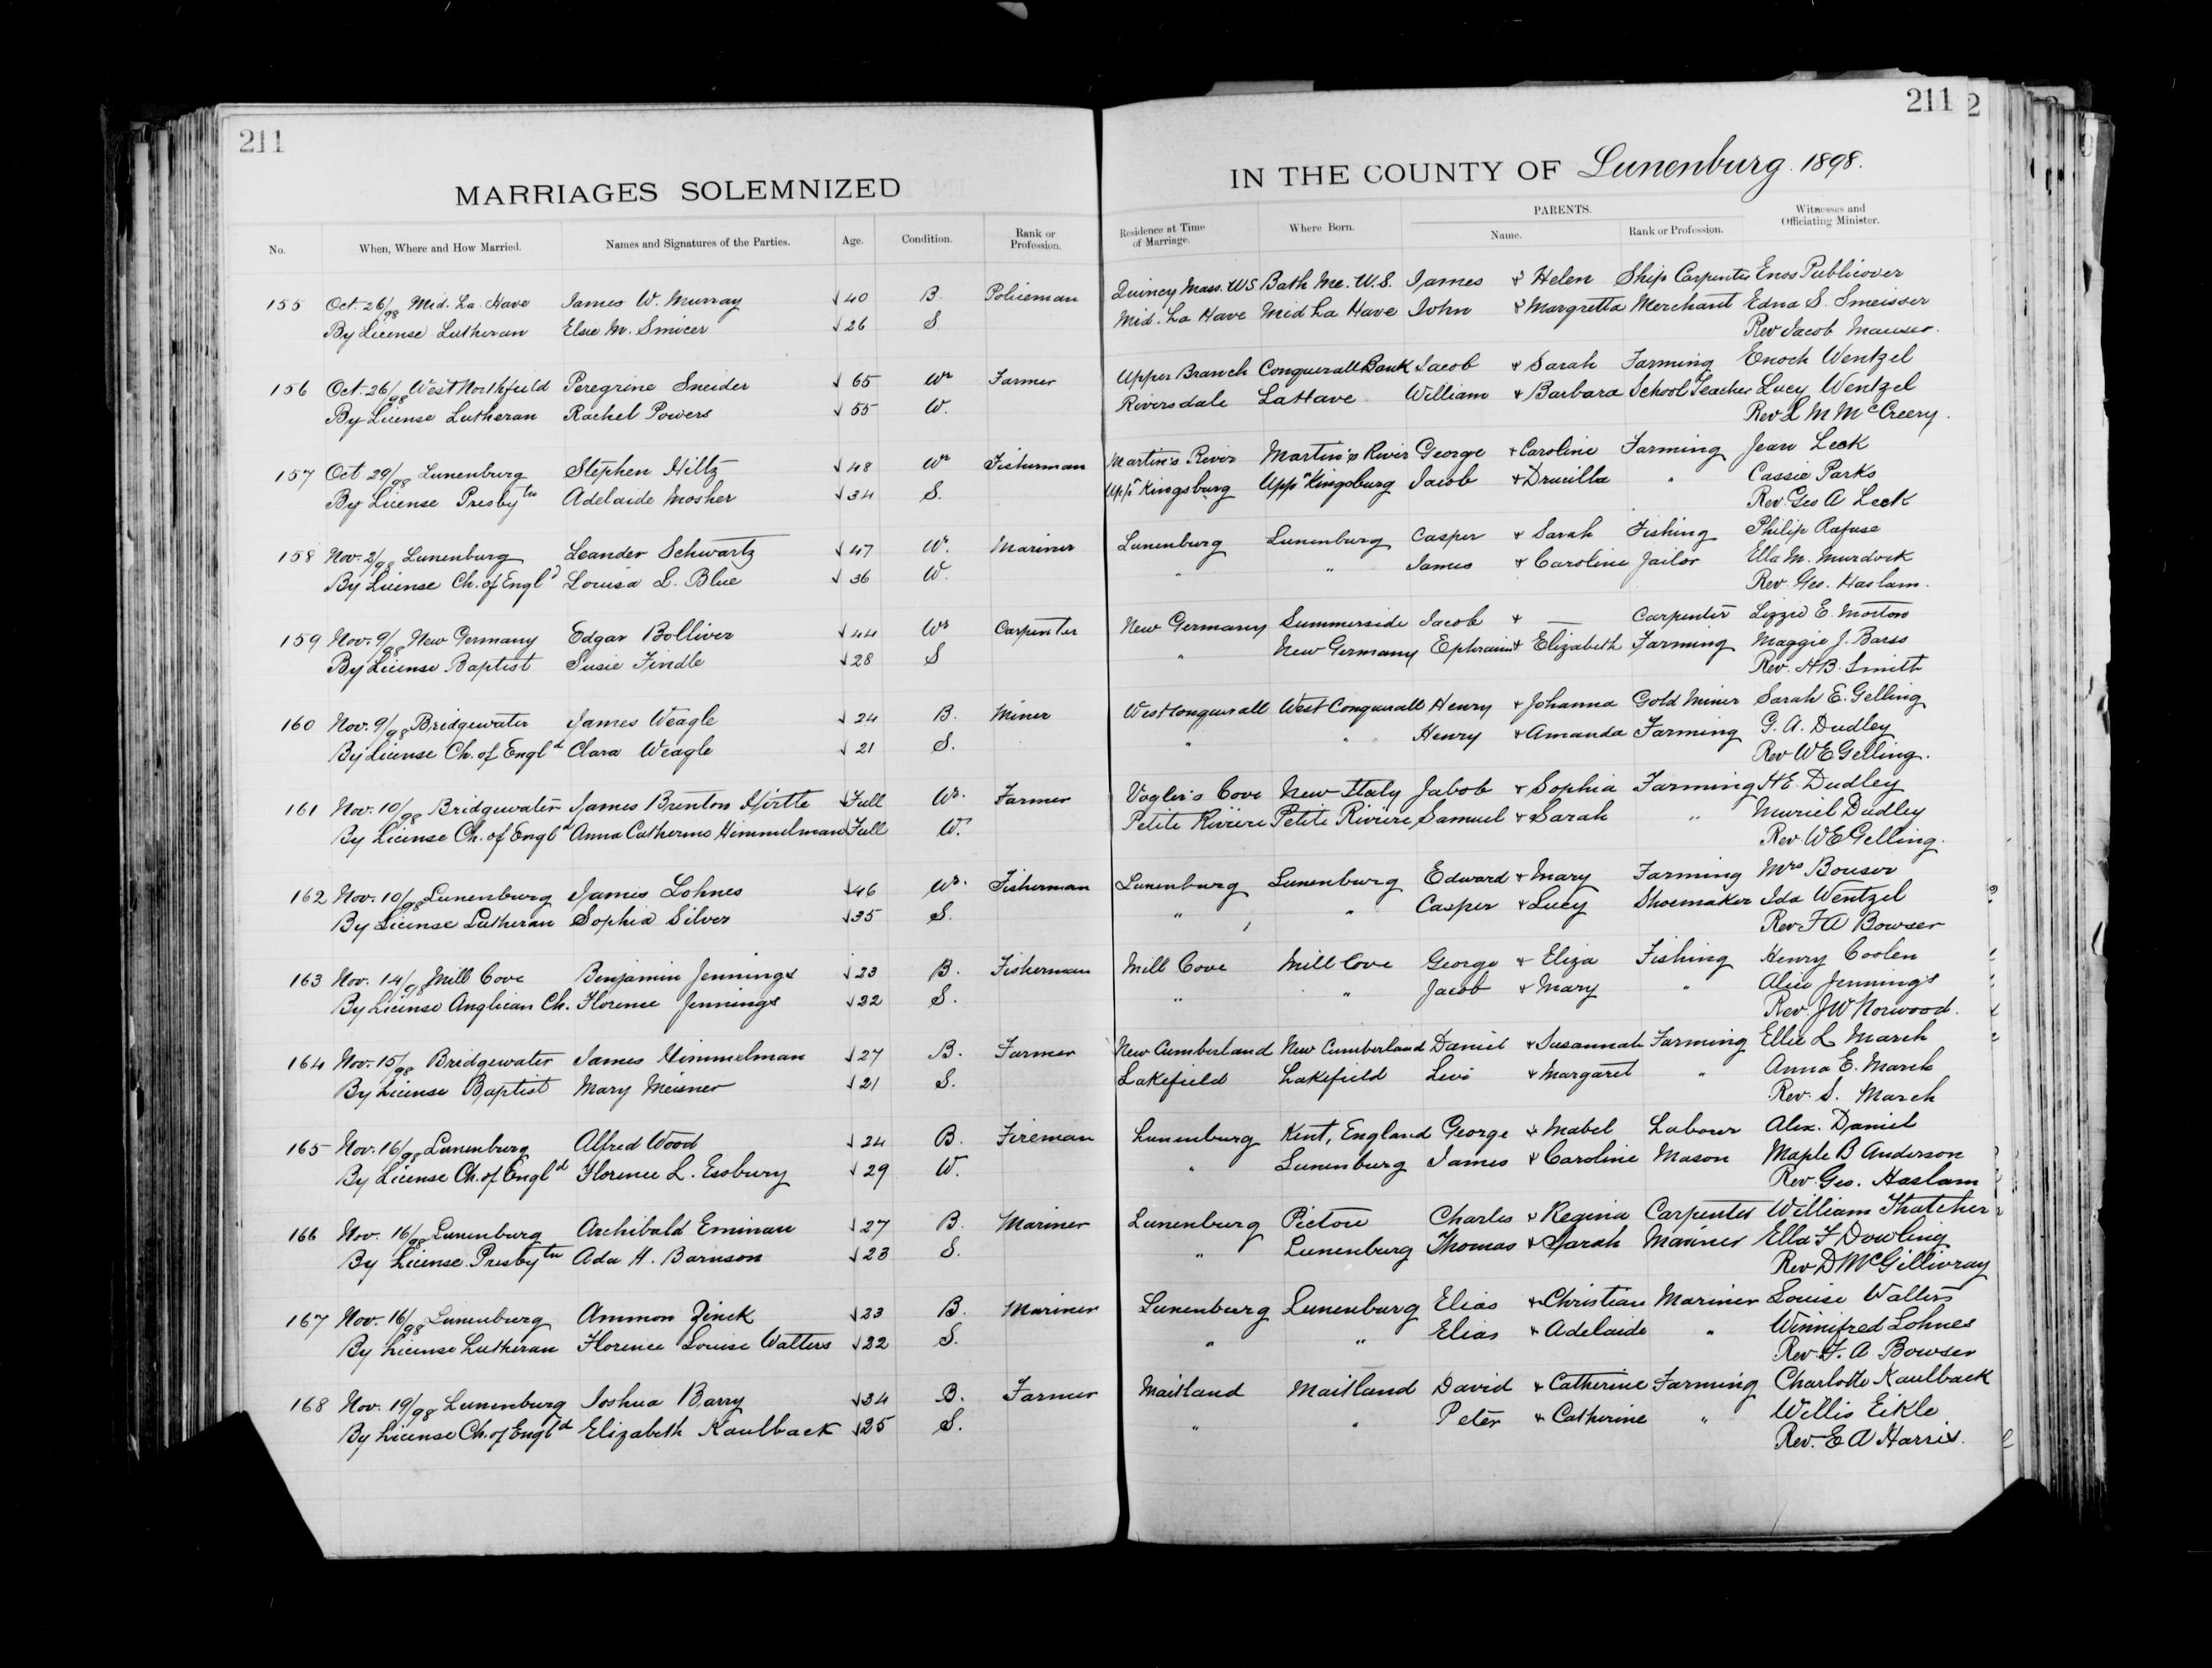 211
211
2
MARRIAGES SOLEMNIZED IN THE COUNTY OF Lunenburg 1898.
No. When, Where and How Married. Names and Signatures of the Parties. Age. Condition. Rank or Profession. Residence at Time of Marriage. Where Born. PARENTS. Name. Rank or Profession. Witnesses and Officiating Minister.
155 Oct. 26/98 Mid. La Have James W. Murray √40 B. Policeman Quincy Mass. U.S Bath Me. U.S. James & Helen Ship Carpenter Enos Publicover
By License Lutheran Elsie M. Smicer √26 S Mid. La Have Mid La Have John & Margretta Merchant Edna S. Smeisser
Rev Jacob Mauser.
156 Oct. 26/98 West Northfield Peregrine Sneider √65 Wr Farmer Upper Branch Conquerall Bank Jacob & Sarah Farming Enoch Wentzel
By License Lutheran Rachel Powers √55 W. Riversdale LaHave William & Barbara School Teacher Lucy Wentzel
Rev L M McCreery.
157 Oct 29/98 Lunenburg Stephen Hiltz √48 Wr Fisherman Martin's River Martin's River George & Caroline Farming Jean Leck
By License Presbytn Adelaide Mosher √34 S. Uppr Kingsburg Uppr Kingsburg Jacob & Drucilla " Cassie Parks
Rev. Geo A Leck
158 Nov. 2/98 Lunenburg Leander Schwartz √47 Wr. Mariner Lunenburg Lunenburg Casper & Sarah Fishing Philip Rafuse
By License Ch. of Engld Louisa L. Blue √36 W. " " James & Caroline Jailor Ella M. Murdock
Rev. Geo. Haslam.
159 Nov. 9/98 New Germany Edgar Bolliver √44 Wr Carpenter New Germany Summerside Jacob & — Carpenter Lizzie E. Morton
By License Baptist Susie Findle √28 S " New Germany Ephraim & Elizabeth Farming Maggie J. Barss
Rev. H.B. Smith
160 Nov. 9/98 Bridgewater James Weagle √24 B. Miner West Conquerall West Conquerall Henry & Johanna Gold Miner Sarah E. Gelling
By License Ch. of Engld Clara Weagle √21 S. " " Henry & Amanda Farming G. A. Dudley
Rev W E Gelling.
161 Nov. 10/98 Bridgewater James Brenton Hirtle √Full Wr. Farmer Vogler's Cove New Italy Jabob & Sophia Farming H E. Dudley
By License Ch. of Engld Anna Catherine Himmelman √Full W. Petite Riviere Petite Riviere Samuel & Sarah " Muriel Dudley
Rev. W E Gelling.
162 Nov. 10/98 Lunenburg James Lohnes √46 Wr. Fisherman Lunenburg Lunenburg Edward & Mary Farming Mrs Bouser
By License Lutheran Sophia Silver √35 S. " " Casper & Lucy Shoemaker Ida Wentzel
Rev F A Bowser
163 Nov. 14/98 Mill Cove Benjamin Jennings √23 B. Fisherman Mill Cove Mill Cove George & Eliza Fishing Henry Coolen
By License Anglican Ch. Florence Jennings √22 S. " " Jacob & Mary " Alice Jennings
Rev. J W Norwood.
164 Nov. 15/98 Bridgewater James Himmelman √27 B. Farmer New Cumberland New Cumberland Daniel & Susannah Farming Ellie L March
By License Baptist Mary Meisner √21 S. Lakefield Lakefield Levi & Margaret " Anna E. March
Rev. S. March
165 Nov. 16/98 Lunenburg Alfred Wood √24 B. Fireman Lunenburg Kent, England George & Mabel Labour Alex. Daniel
By License Ch. of Engld Florence L. Essbury √29 W. " Lunenburg James & Caroline Mason Maple B Anderson
Rev. Geo. Haslam
166 Nov. 16/98 Lunenburg Archibald Eminau √27 B. Mariner Lunenburg Pictou Charles & Regina Carpenter William Thatcher
By License Presbytn Ada H. Barnson √23 S. " Lunenburg Thomas & Sarah Mariner Ella F Dowling
Rev D McGillivray
167 Nov. 16/98 Lunenburg Ammon Zinck √23 B. Mariner Lunenburg Lunenburg Elias & Christian Mariner Louise Walters
By License Lutheran Florence Louise Watters √22 S. " " Elias & Adelaide " Winnifred Lohnes
Rev. F. A Bowser
168 Nov. 19/98 Lunenburg Joshua Barry √34 B. Farmer Maitland Maitland David & Catherine Farming Charlotte Kaulback
By License Ch. of Engld Elizabeth Kaulback √25 S. " " Peter & Catherine " Willis Eikle
Rev. E A Harris.